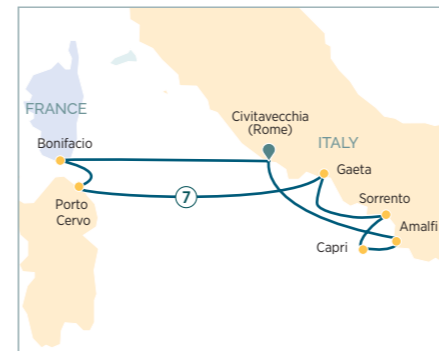 FRANCE
Bonifacio
Civitavecchia
(Rome)
ITALY
Gaeta
Porto
Cervo
7
Sorrento
Amalfi
Capri